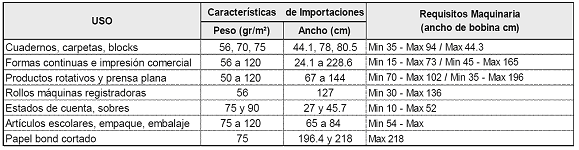 USO Características de Importaciones Requisitos Maquinaria
Peso (gr/m²) Ancho (cm) (ancho de bobina cm)
Cuadernos, carpetas, blocks 56, 70, 75 44.1, 78, 80.5 Min 35 - Max 94 / Max 44.3
Formas continuas e impresión comercial 56 a 120 24.1 a 228.6 Min 15 - Max 73 / Min 45 - Max 165
Productos rotativos y prensa plana 50 a 120 67 a 144 Min 70 - Max 102 / Min 35 - Max 196
Rollos máquinas registradoras 56 127 Min 30 - Max 136
Estados de cuenta, sobres 75 y 90 27 y 45.7 Min 10 - Max 52
Artículos escolares, empaque, embalaje 75 a 120 65 a 84 Min 54 - Max
Papel bond cortado 75 196.4 y 218 Max 218